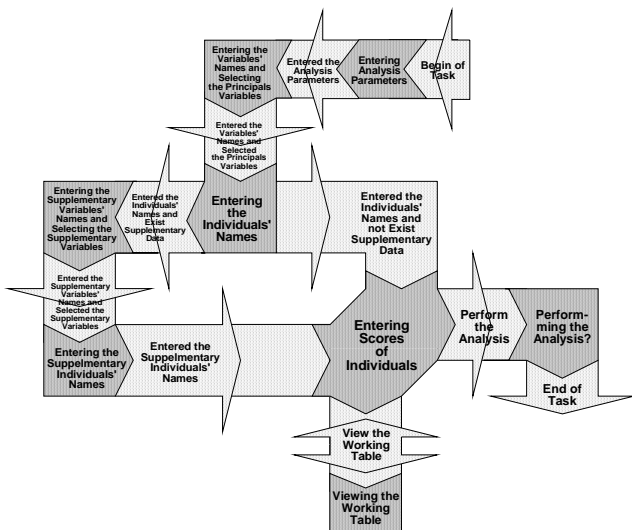 Entering the
Variables'
Names and
Selecting
the Principals
Variables
Entered the
Analysis
Parameters
Entering
Analysis
Parameters
Begin of
Task
Entered the
Variables'
Names and
Selected
the Principals
Variables
Entering the
Supplementary
Variables'
Names and
Selecting the
Supplementary
Variables
Entered the
Individuals'
Names and
Exist
Supplementary
Data
Entering
the
Individuals'
Names
Entered the
Individuals'
Names and
not Exist
Supplementary
Data
Entered the
Supplementary
Variables'
Names and
Selected the
Supplementary
Variables
Entering the
Suppelmentary
Individuals'
Names
Entered the
Suppelmentary
Individuals'
Names
Entering
Scores
of
Individuals
Perform
the
Analysis
Perform-
ming the
Analysis?
End of
Task
View the
Working
Table
Viewing the
Working
Table